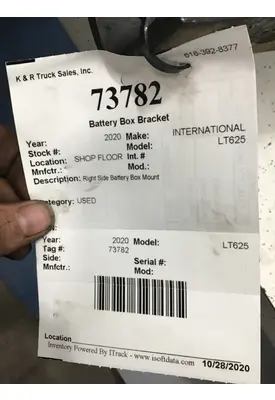 K & R Truck Sales, Inc.
616-392-8377
73782
Battery Box Bracket
Year: 2020 Make: INTERNATIONAL
Stock #: Model: LT625
Location: SHOP FLOOR Int. #
Mnfctr.: Mod.:
Description: Right Side Battery Box Mount
ategory: USED
Year: 2020 Model: LT625
Tag #: 73782
Side: Serial #:
Mnfctr.: Mod:
Location
Inventory Powered By ITrack - www.isoftdata.com 10/28/2020